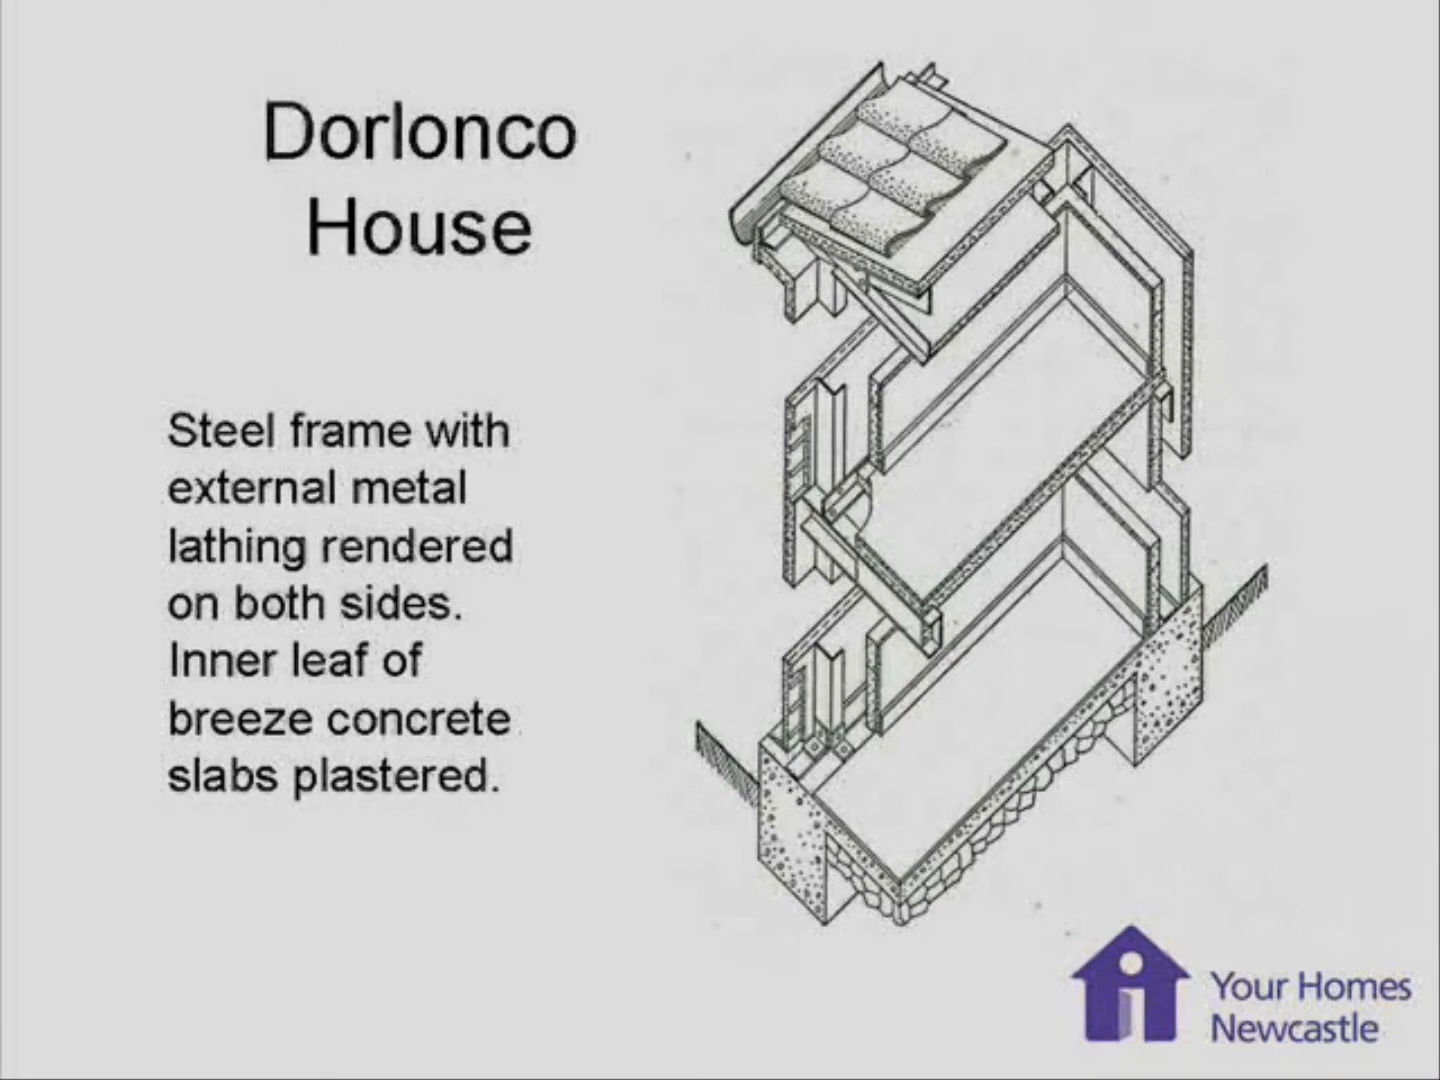 Dorlonco
House
Steel frame with
external metal
lathing rendered
on both sides.
Inner leaf of
breeze concrete
slabs plastered.
Your Homes
Newcastle